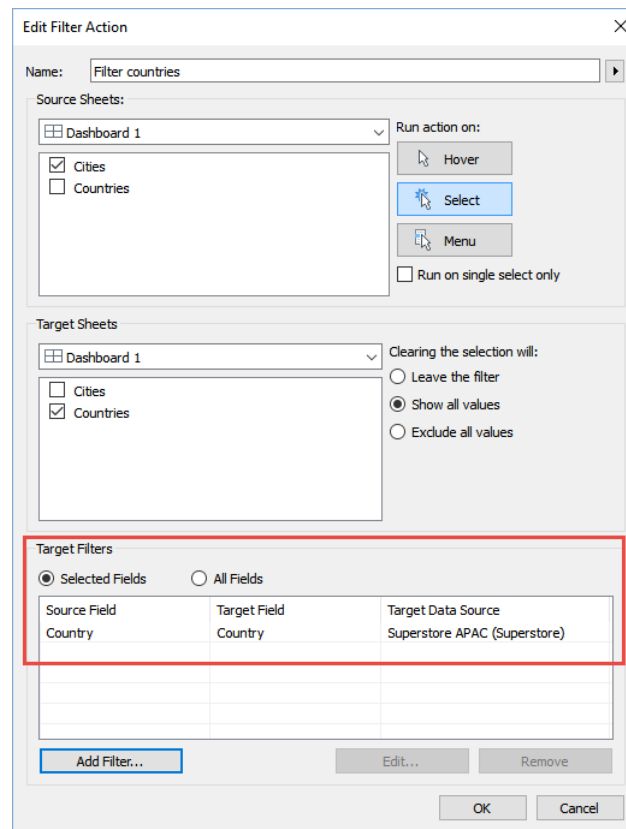 Edit Filter Action
Name: Filter countries
Source Sheets:
Dashboard 1
Cities
Countries
Run action on:
Hover
Select
Menu
Run on single select only
Target Sheets
Dashboard 1
Cities
Countries
Clearing the selection will:
Leave the filter
Show all values
Exclude all values
Target Filters
Selected Fields All Fields
Source Field Target Field Target Data Source
Country Country Superstore APAC (Superstore)
Add Filter... Edit... Remove
OK Cancel